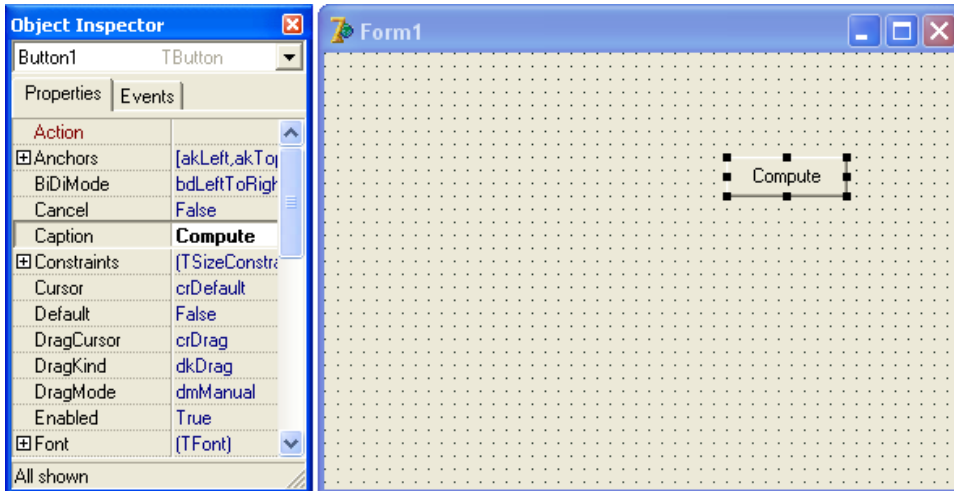 Object Inspector
Button1 TButton
Properties Events
Action
Anchors [akLeft,akTop
BiDiMode bdLeftToRigh
Cancel False
Caption Compute
Constraints (TSizeConstra
Cursor crDefault
Default False
DragCursor crDrag
DragKind dkDrag
DragMode dmManual
Enabled True
Font (TFont)
All shown
Form1
Compute